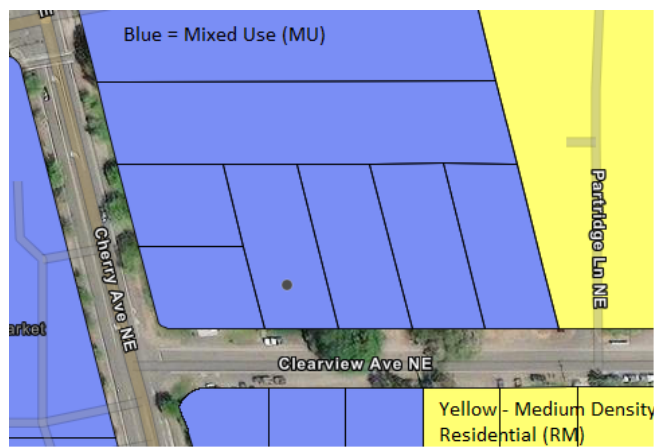 Blue = Mixed Use (MU)
Partridge Ln NE
Cherry Ave NE
arket
Clearview Ave NE
Yellow - Medium Density
Residential (RM)